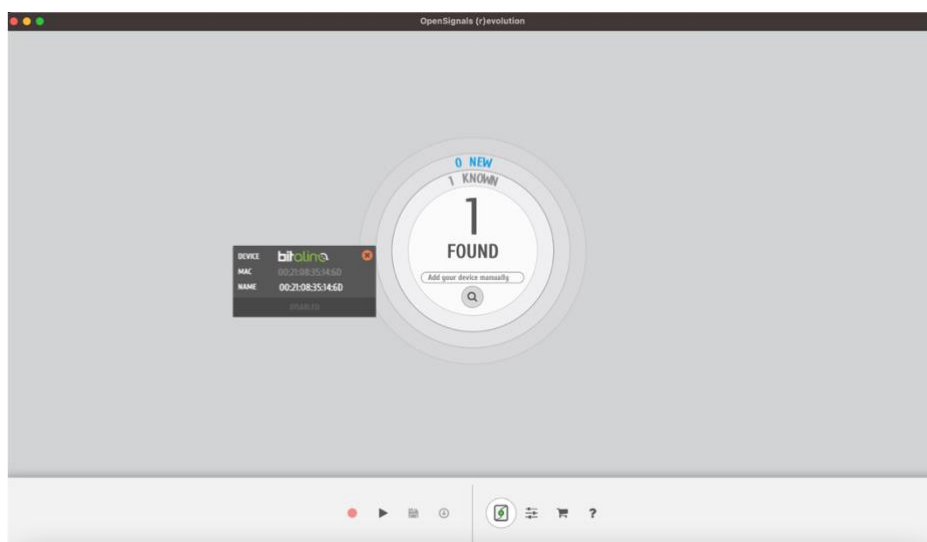 OpenSignals (r)evolution
0 NEW
1 KNOWN
1
FOUND
Add your device manually
DEVICE bitalino
MAC 00:21:08:35:14:6D
NAME 00:21:08:35:14:6D
?